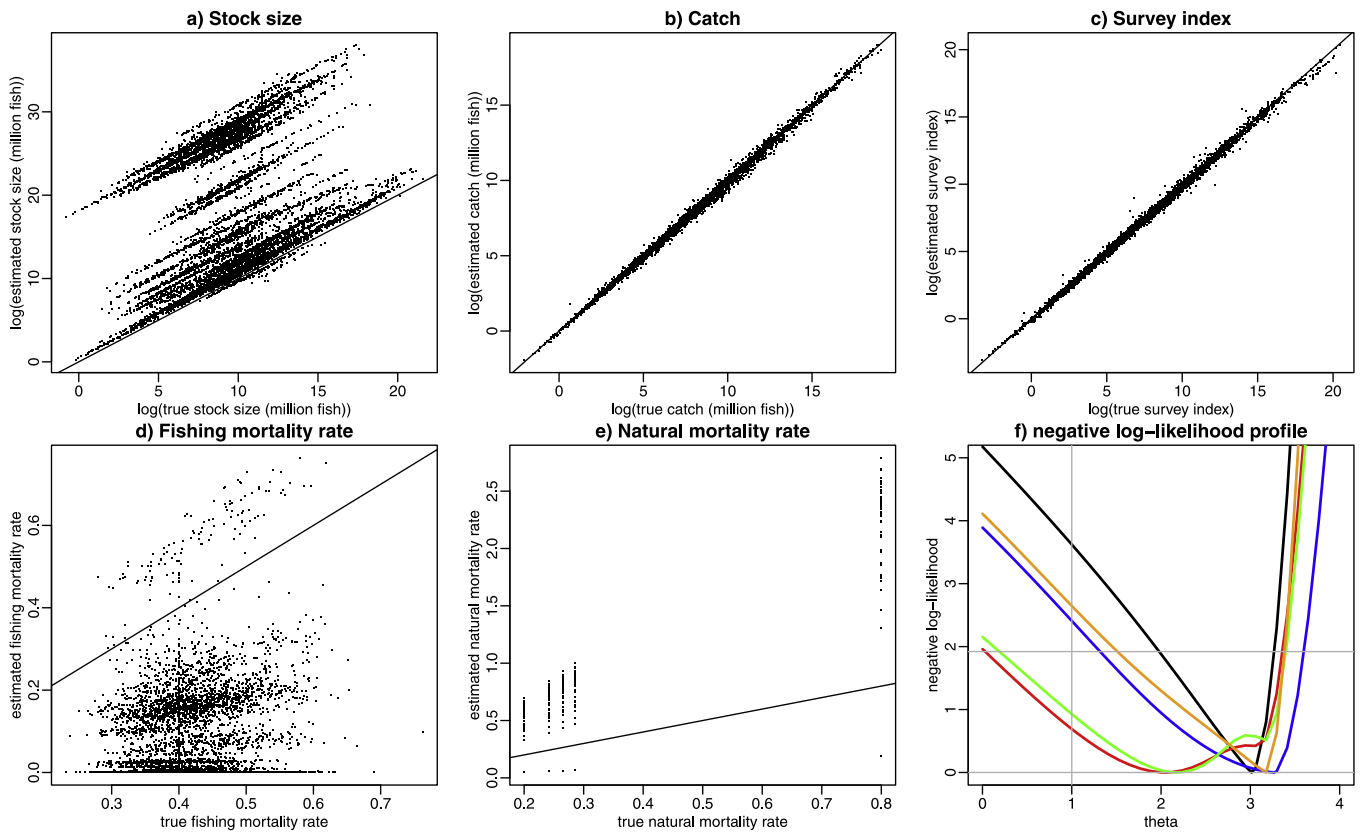 a) Stock size
log(estimated stock size (million fish))
0 10 20 30
0 5 10 15 20
log(true stock size (million fish))
b) Catch
log(estimated catch (million fish))
0 5 10 15
0 5 10 15
log(true catch (million fish))
c) Survey index
log(estimated survey index)
0 5 10 15 20
0 5 10 15 20
log(true survey index)
d) Fishing mortality rate
estimated fishing mortality rate
0.0 0.2 0.4 0.6
0.3 0.4 0.5 0.6 0.7
true fishing mortality rate
e) Natural mortality rate
estimated natural mortality rate
0.0 0.5 1.0 1.5 2.0 2.5
0.2 0.3 0.4 0.5 0.6 0.7 0.8
true natural mortality rate
f) negative log−likelihood profile
negative log−likelihood
0 1 2 3 4 5
0 1 2 3 4
theta